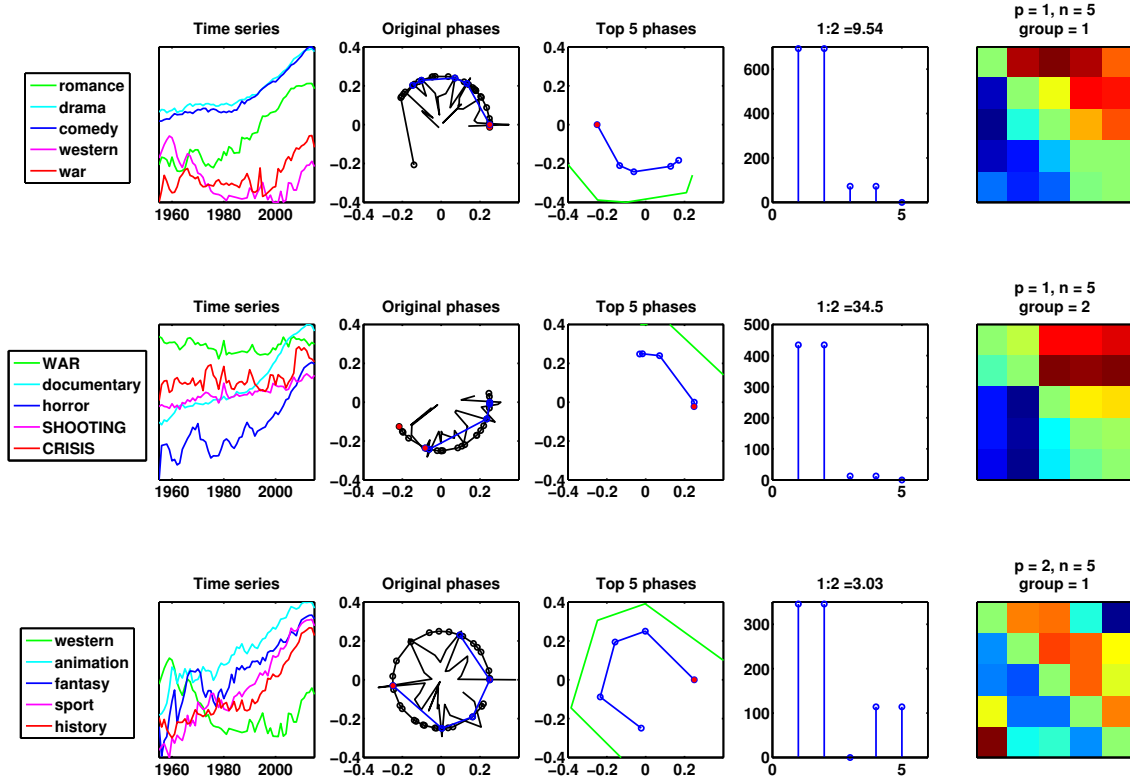 p = 1, n = 5
Time series
Original phases
Top 5 phases
1:2 =9.54
group = 1
romance
drama
comedy
western
war
0.4
0.2
0
−0.2
−0.4
0.4
0.2
0
−0.2
−0.4
600
400
200
0
1960 1980 2000
−0.4 −0.2 0 0.2
−0.4 −0.2 0 0.2
0 5
p = 1, n = 5
Time series
Original phases
Top 5 phases
1:2 =34.5
group = 2
WAR
documentary
horror
SHOOTING
CRISIS
0.4
0.2
0
−0.2
−0.4
0.4
0.2
0
−0.2
−0.4
500
400
300
200
100
0
1960 1980 2000
−0.4 −0.2 0 0.2
−0.4 −0.2 0 0.2
0 5
p = 2, n = 5
Time series
Original phases
Top 5 phases
1:2 =3.03
group = 1
western
animation
fantasy
sport
history
0.4
0.2
0
−0.2
−0.4
0.4
0.2
0
−0.2
−0.4
300
200
100
0
1960 1980 2000
−0.4 −0.2 0 0.2
−0.4 −0.2 0 0.2
0 5